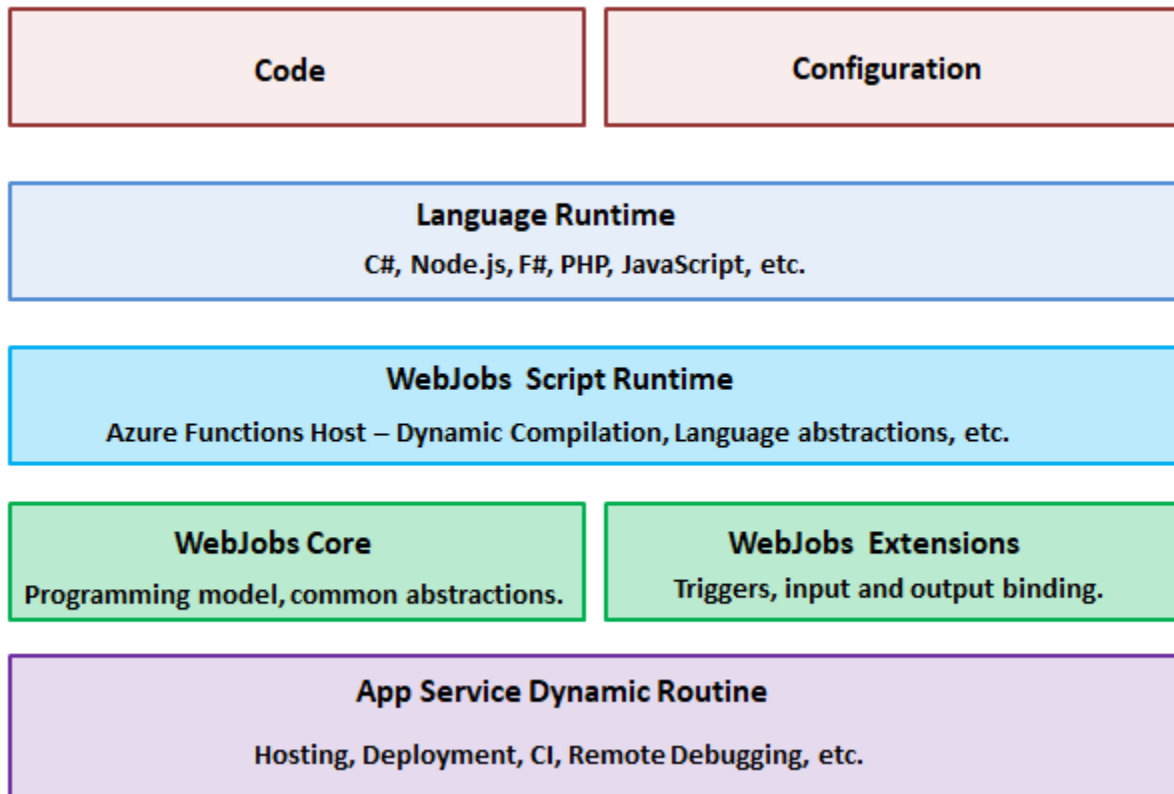 Code
Configuration
Language Runtime
C#, Node.js, F#, PHP, JavaScript, etc.
WebJobs Script Runtime
Azure Functions Host – Dynamic Compilation, Language abstractions, etc.
WebJobs Core
Programming model, common abstractions.
WebJobs Extensions
Triggers, input and output binding.
App Service Dynamic Routine
Hosting, Deployment, CI, Remote Debugging, etc.